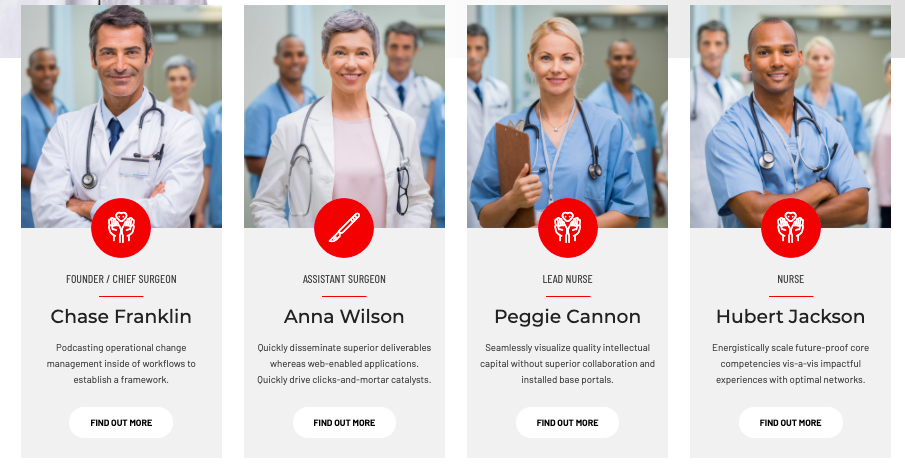 FOUNDER / CHIEF SURGEON
Chase Franklin
Podcasting operational change
management inside of workflows to
establish a framework.
FIND OUT MORE
ASSISTANT SURGEON
Anna Wilson
Quickly disseminate superior deliverables
whereas web-enabled applications.
Quickly drive clicks-and-mortar catalysts.
FIND OUT MORE
LEAD NURSE
Peggie Cannon
Seamlessly visualize quality intellectual
capital without superior collaboration and
installed base portals.
FIND OUT MORE
NURSE
Hubert Jackson
Energistically scale future-proof core
competencies vis-a-vis impactful
experiences with optimal networks.
FIND OUT MORE